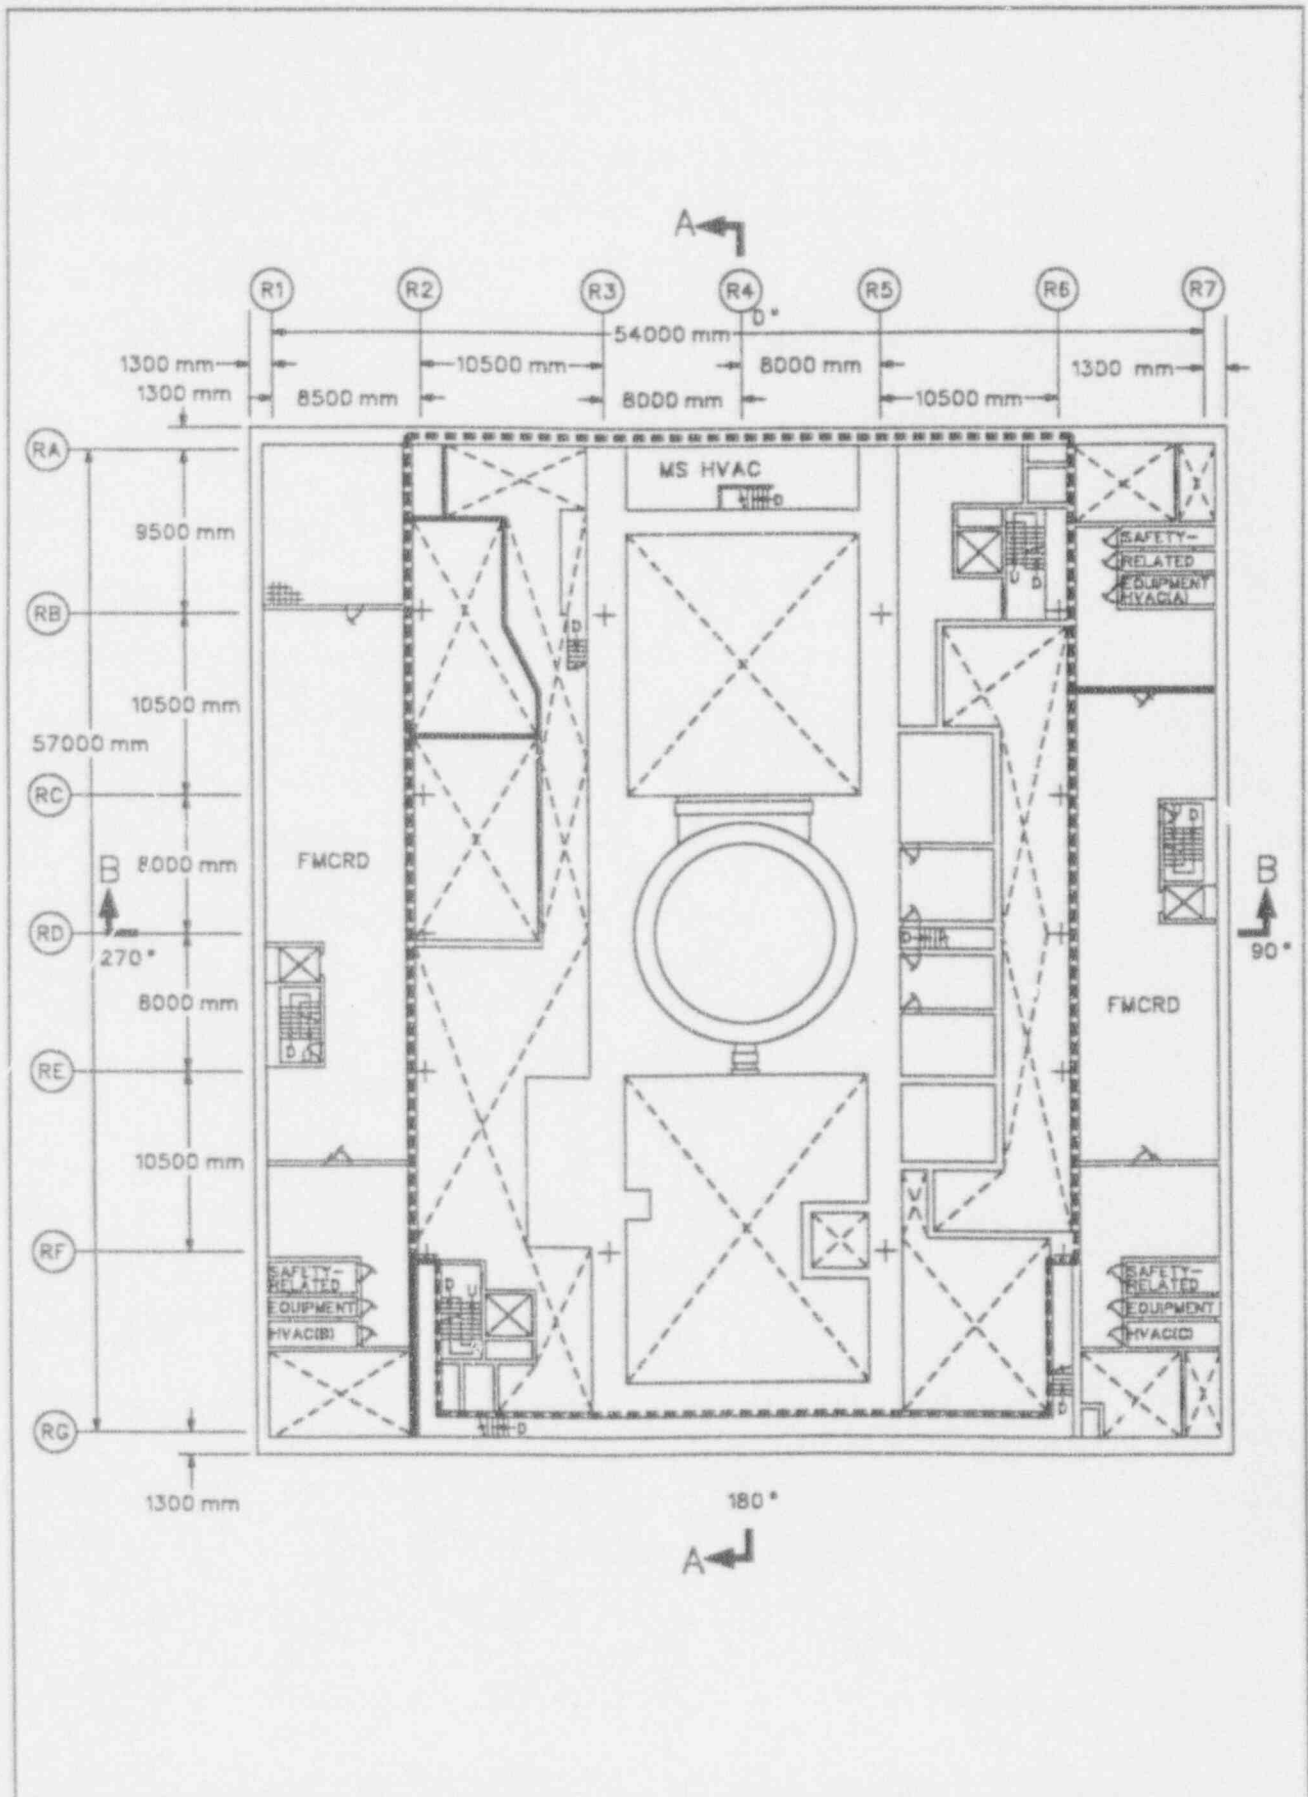 A
R1 R2 R3 R4 R5 R6 R7
0°
54000 mm
1300 mm 10500 mm 8000 mm 1300 mm
1300 mm 8500 mm 8000 mm 10500 mm
RA
MS HVAC
D
9500 mm
SAFETY-
RELATED
EQUIPMENT
HVAC(A)
U D
RB
D
10500 mm
57000 mm
RC
U D
FMCRD
8000 mm
B B
RD
D
270° 90°
8000 mm
FMCRD
D U
RE
10500 mm
RF
SAFETY-
RELATED
EQUIPMENT
HVAC(B)
D U
SAFETY-
RELATED
EQUIPMENT
HVAC(C)
D
RG
D
1300 mm
180°
A